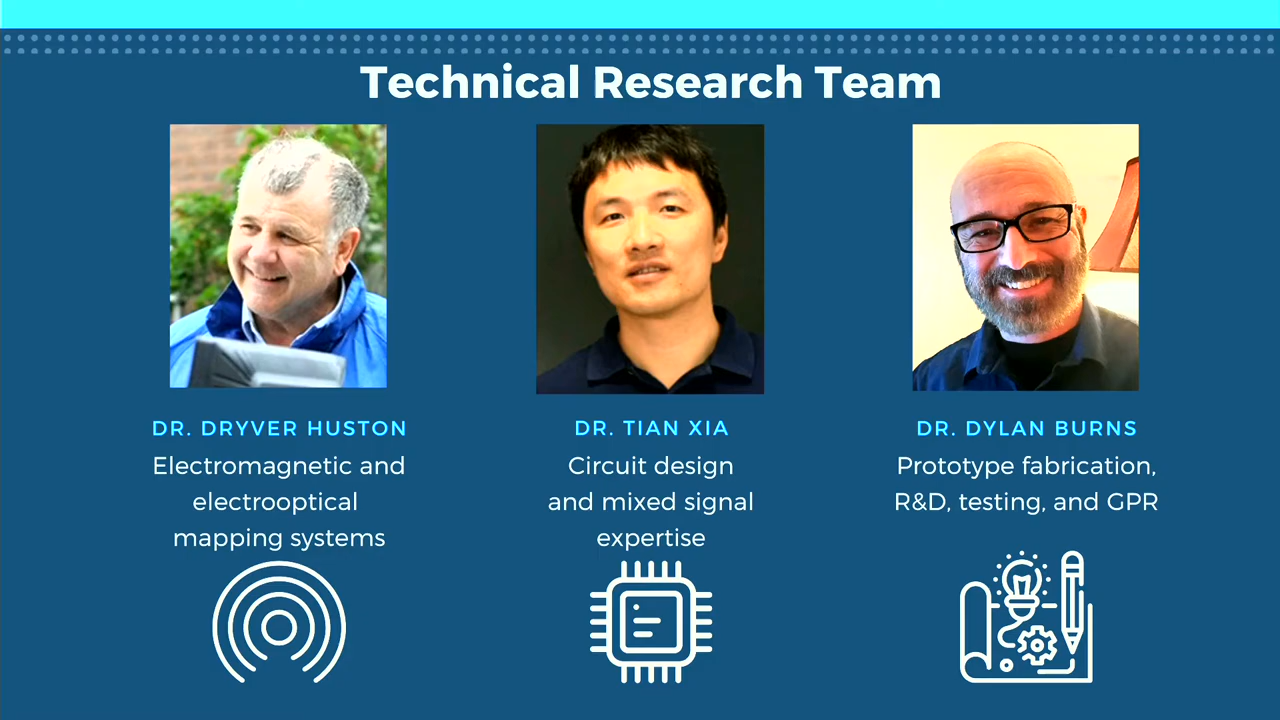 Technical Research Team
DR. DRYVER HUSTON
Electromagnetic and
electrooptical
mapping systems
DR. TIAN XIA
Circuit design
and mixed signal
expertise
DR. DYLAN BURNS
Prototype fabrication,
R&D, testing, and GPR